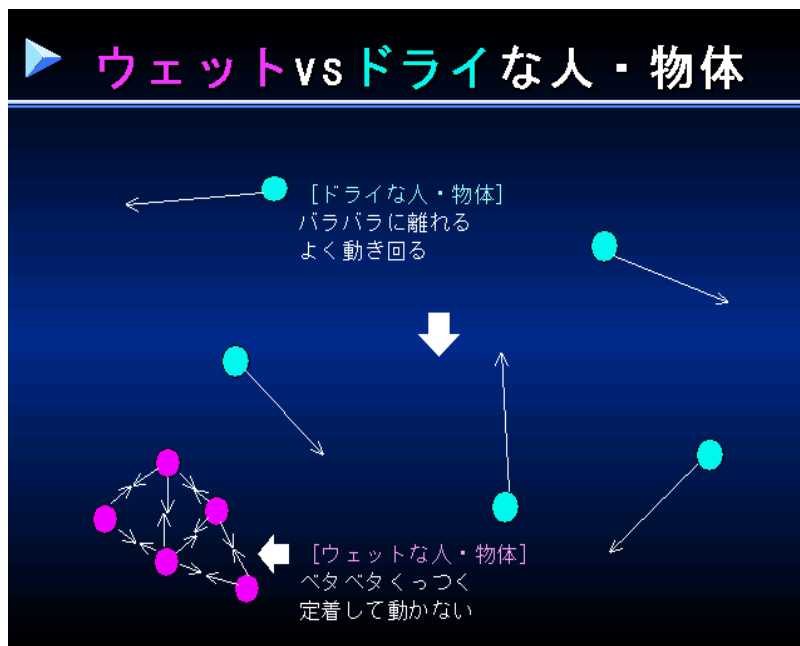 ウェットvsドライな人・物体
［ドライな人・物体］
バラバラに離れる
よく動き回る
［ウェットな人・物体］
ベタベタくっつく
定着して動かない